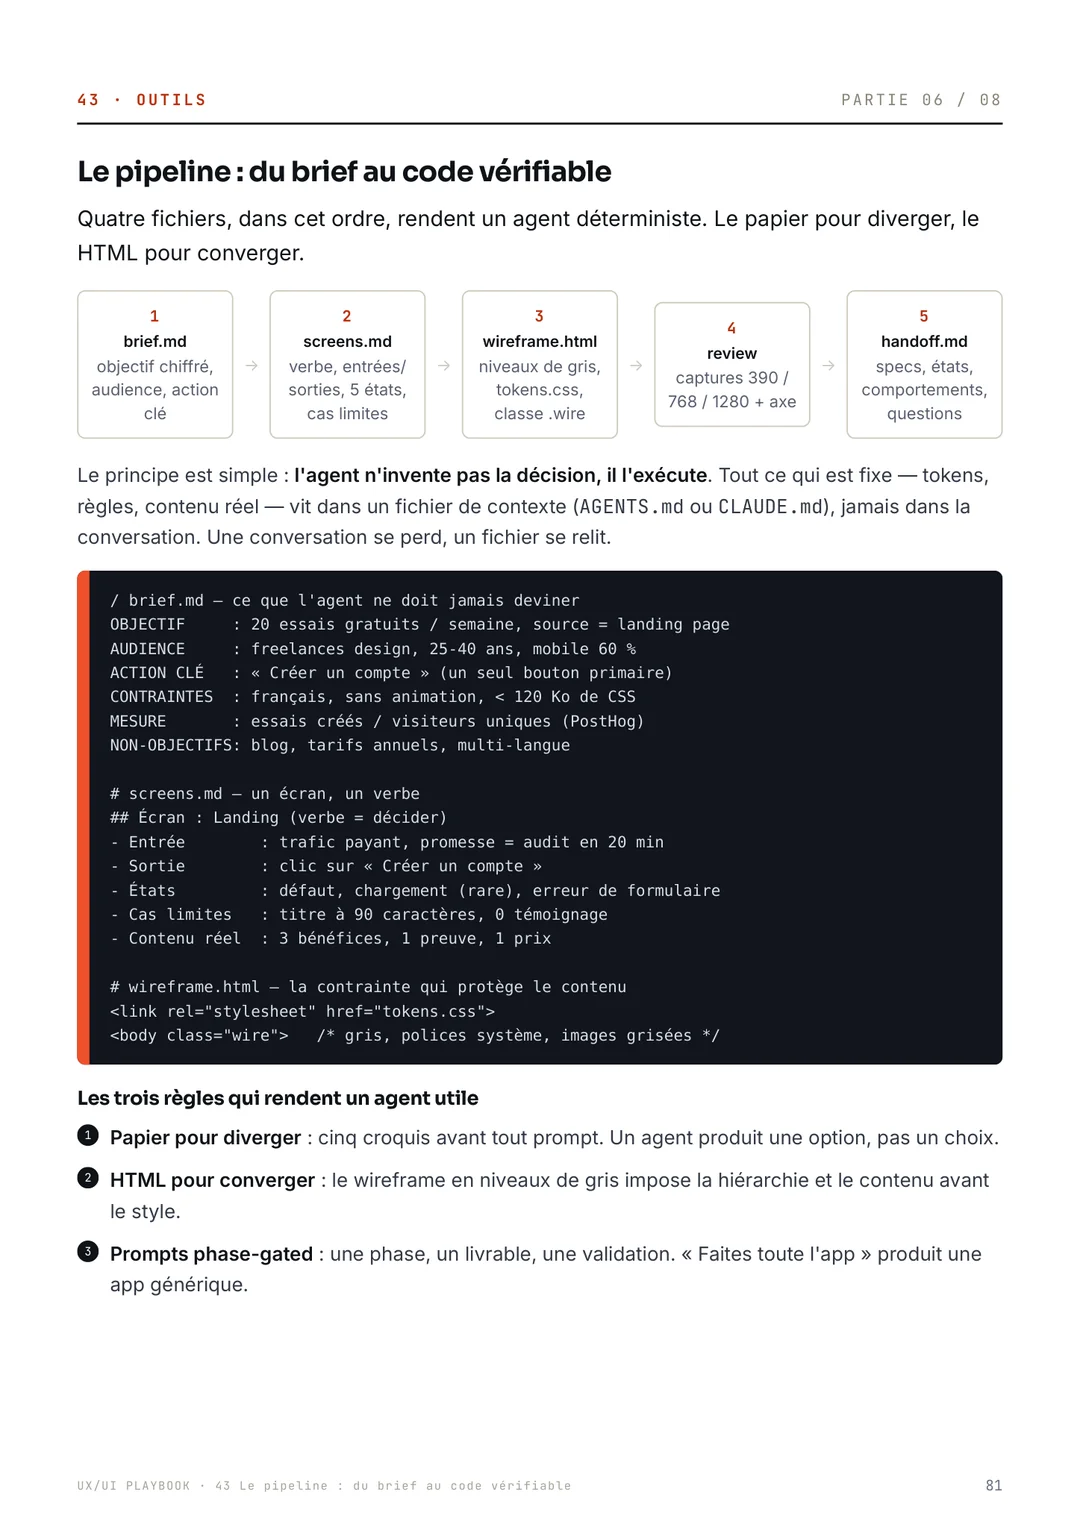 43 · OUTILS
PARTIE 06 / 08
Le pipeline : du brief au code vérifiable
Quatre fichiers, dans cet ordre, rendent un agent déterministe. Le papier pour diverger, le
HTML pour converger.
1
brief.md
objectif chiffré,
audience, action
clé
→
2
screens.md
verbe, entrées/
sorties, 5 états,
cas limites
→
3
wireframe.html
niveaux de gris,
tokens.css,
classe .wire
→
4
review
captures 390 /
768 / 1280 + axe
→
5
handoff.md
specs, états,
comportements,
questions
Le principe est simple : l'agent n'invente pas la décision, il l'exécute. Tout ce qui est fixe — tokens,
règles, contenu réel — vit dans un fichier de contexte (AGENTS.md ou CLAUDE.md), jamais dans la
conversation. Une conversation se perd, un fichier se relit.
/ brief.md — ce que l'agent ne doit jamais deviner
OBJECTIF     : 20 essais gratuits / semaine, source = landing page
AUDIENCE     : freelances design, 25-40 ans, mobile 60 %
ACTION CLÉ   : « Créer un compte » (un seul bouton primaire)
CONTRAINTES  : français, sans animation, < 120 Ko de CSS
MESURE       : essais créés / visiteurs uniques (PostHog)
NON-OBJECTIFS: blog, tarifs annuels, multi-langue
# screens.md — un écran, un verbe
## Écran : Landing (verbe = décider)
- Entrée        : trafic payant, promesse = audit en 20 min
- Sortie        : clic sur « Créer un compte »
- États         : défaut, chargement (rare), erreur de formulaire
- Cas limites   : titre à 90 caractères, 0 témoignage
- Contenu réel  : 3 bénéfices, 1 preuve, 1 prix
# wireframe.html — la contrainte qui protège le contenu
<link rel="stylesheet" href="tokens.css">
<body class="wire">   /* gris, polices système, images grisées */
Les trois règles qui rendent un agent utile
1 Papier pour diverger : cinq croquis avant tout prompt. Un agent produit une option, pas un choix.
2 HTML pour converger : le wireframe en niveaux de gris impose la hiérarchie et le contenu avant
le style.
3 Prompts phase-gated : une phase, un livrable, une validation. « Faites toute l'app » produit une
app générique.
UX/UI PLAYBOOK · 43 Le pipeline : du brief au code vérifiable
81